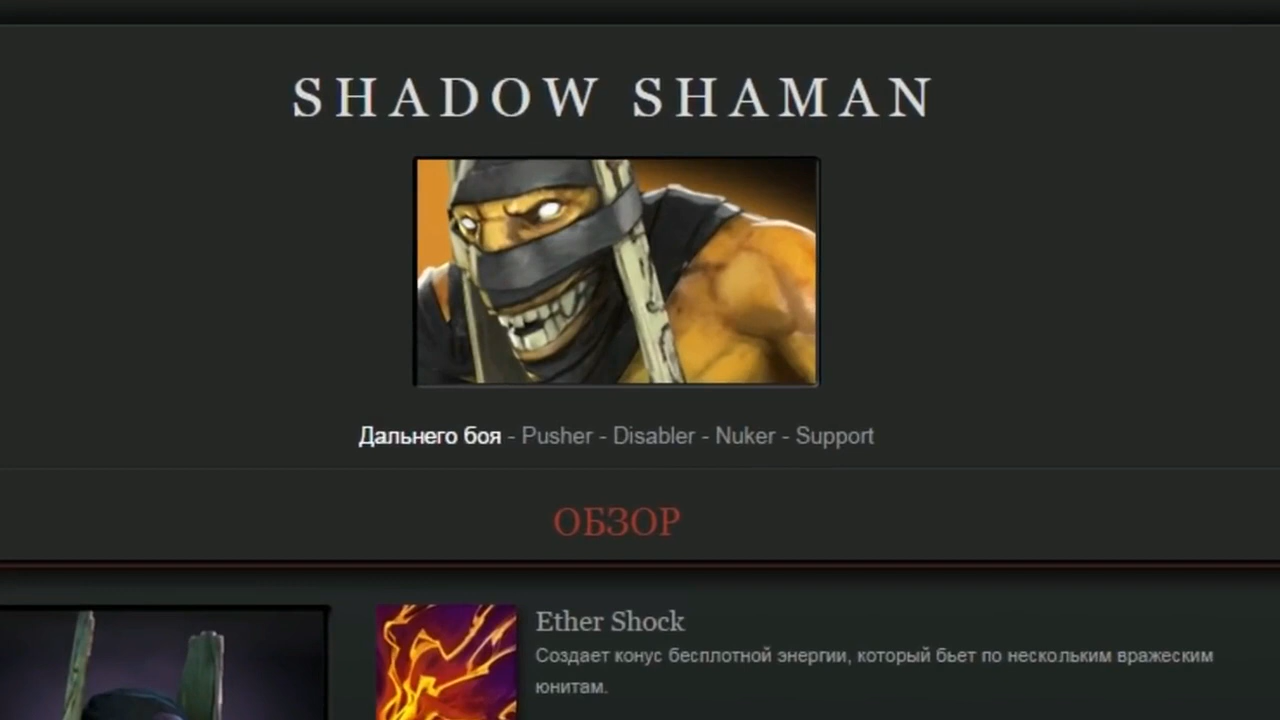 SHADOW SHAMAN
Дальнего боя - Pusher - Disabler - Nuker - Support
ОБЗОР
Ether Shock
Создает конус бесплотной энергии, который бьет по нескольким вражеским
юнитам.